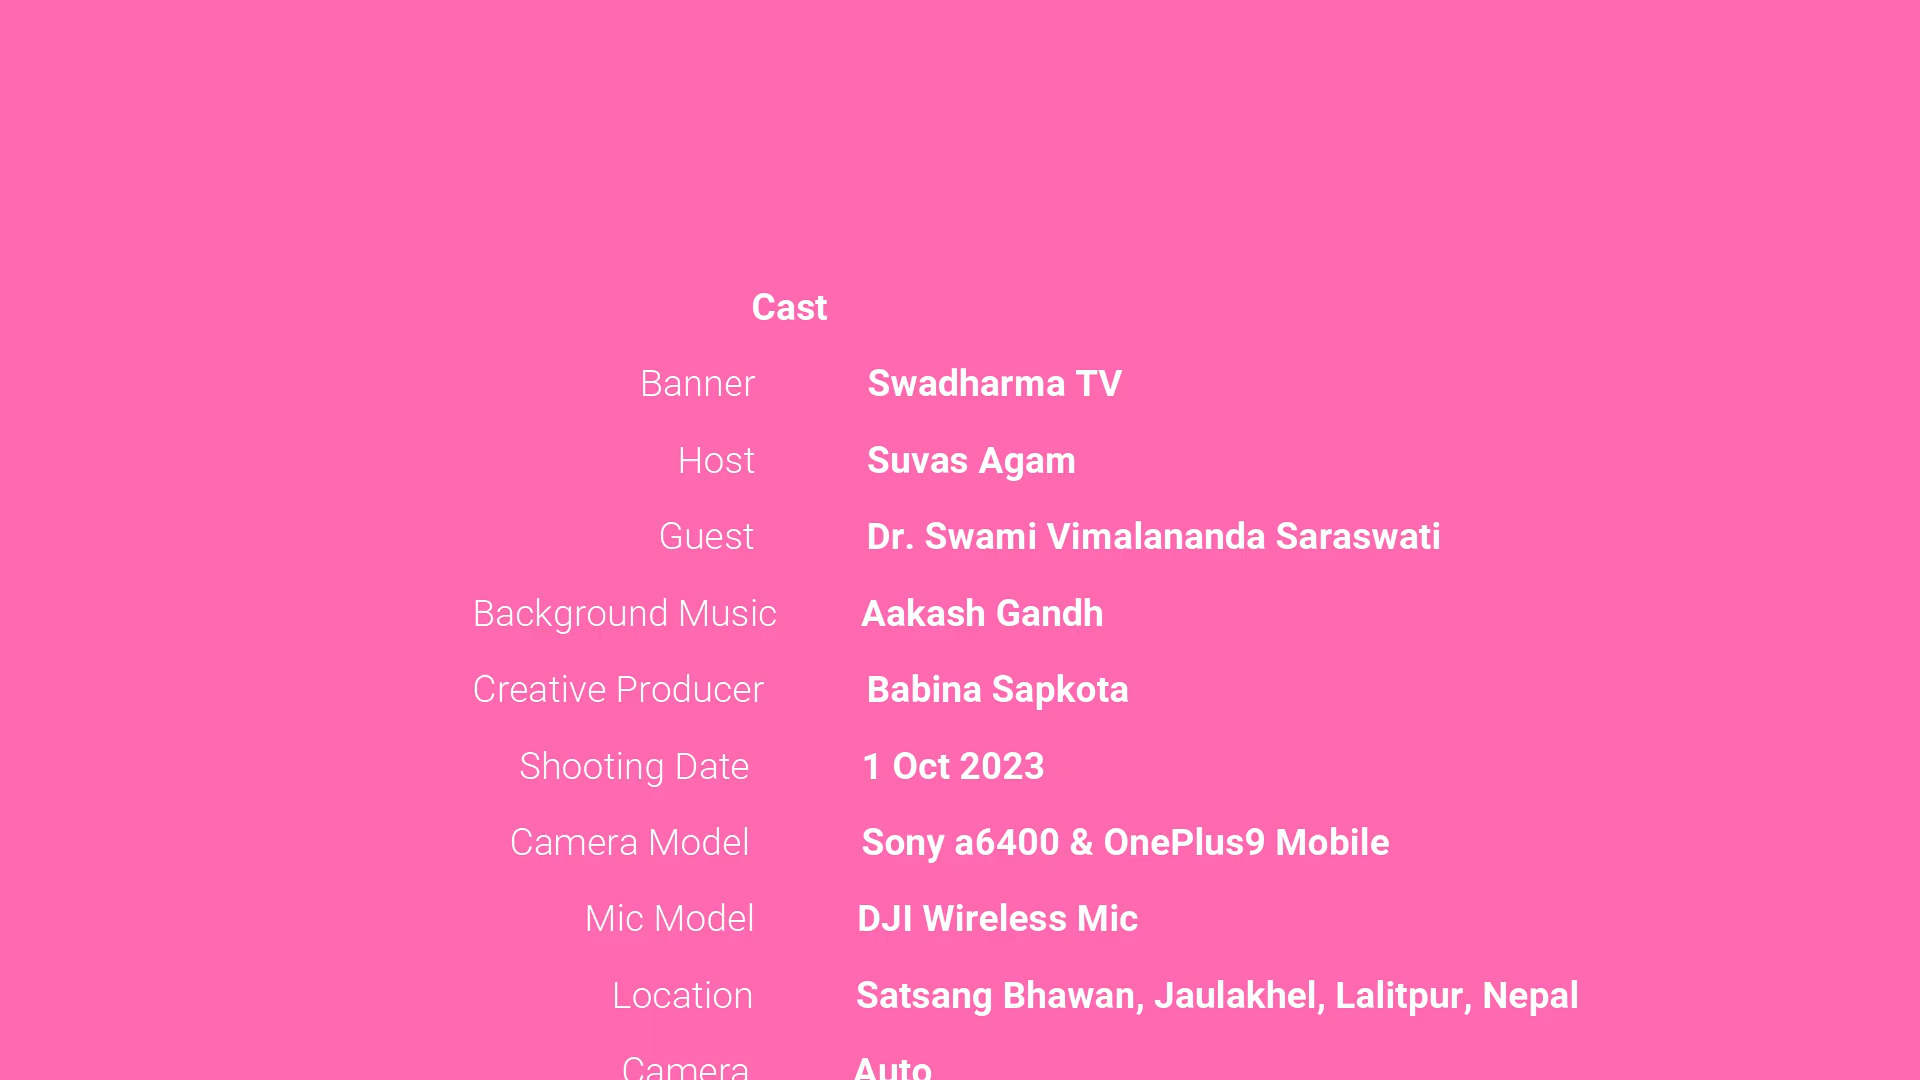 Cast
Banner Swadharma TV
Host Suvas Agam
Guest Dr. Swami Vimalananda Saraswati
Background Music Aakash Gandh
Creative Producer Babina Sapkota
Shooting Date 1 Oct 2023
Camera Model Sony a6400 & OnePlus9 Mobile
Mic Model DJI Wireless Mic
Location Satsang Bhawan, Jaulakhel, Lalitpur, Nepal
Camera Auto